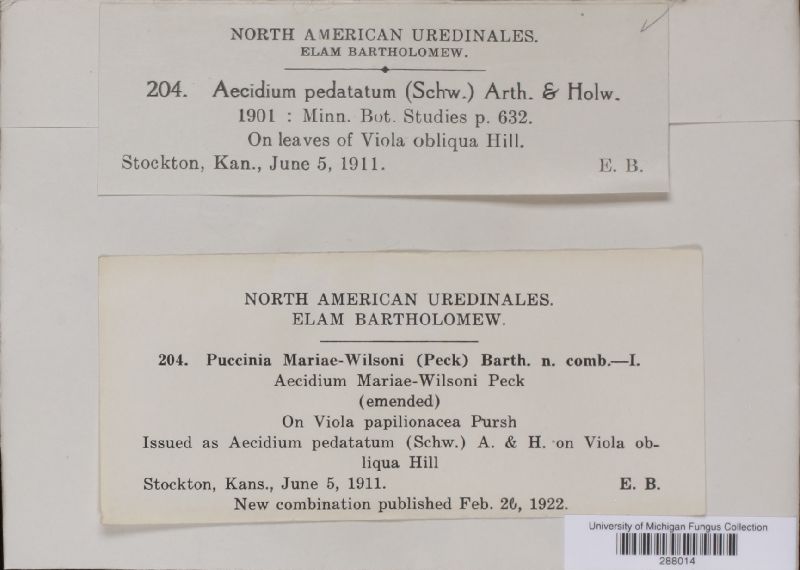 NORTH AMERICAN UREDINALES.
ELAM BARTHOLOMEW.
204. Aecidium pedatatum (Schw.) Arth. & Holw.
1901 : Minn. Bot. Studies p. 632.
On leaves of Viola obliqua Hill.
Stockton, Kan., June 5, 1911. E. B.
NORTH AMERICAN UREDINALES.
ELAM BARTHOLOMEW.
204. Puccinia Mariae-Wilsoni (Peck) Barth. n. comb.—I.
Aecidium Mariae-Wilsoni Peck
(emended)
On Viola papilionacea Pursh
Issued as Aecidium pedatatum (Schw.) A. & H. on Viola ob-
liqua Hill
Stockton, Kans., June 5, 1911. E. B.
New combination published Feb. 20, 1922.
University of Michigan Fungus Collection
288014